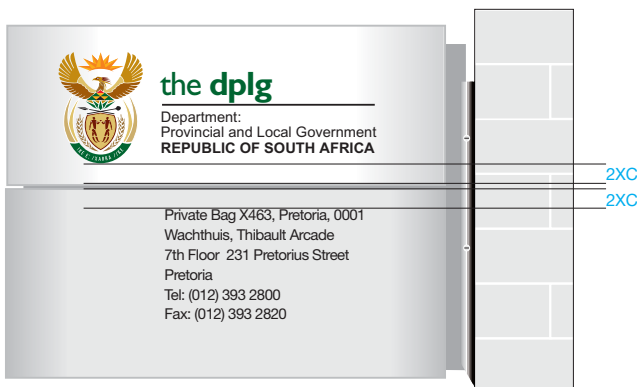 the dplg
Department:
Provincial and Local Government
REPUBLIC OF SOUTH AFRICA
2XC
2XC
Private Bag X463, Pretoria, 0001
Wachthuis, Thibault Arcade
7th Floor 231 Pretorius Street
Pretoria
Tel: (012) 393 2800
Fax: (012) 393 2820